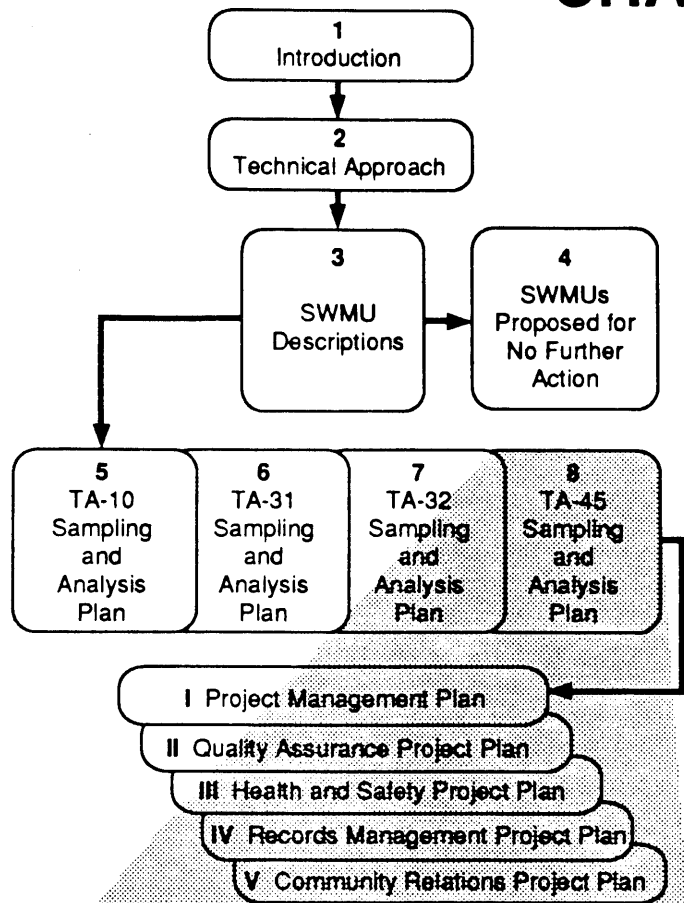 1
Introduction
2
Technical Approach
3
SWMU
Descriptions
4
SWMUs
Proposed for
No Further
Action
5
TA-10
Sampling
and
Analysis
Plan
6
TA-31
Sampling
and
Analysis
Plan
7
TA-32
Sampling
and
Analysis
Plan
8
TA-45
Sampling
and
Analysis
Plan
I Project Management Plan
II Quality Assurance Project Plan
III Health and Safety Project Plan
IV Records Management Project Plan
V Community Relations Project Plan